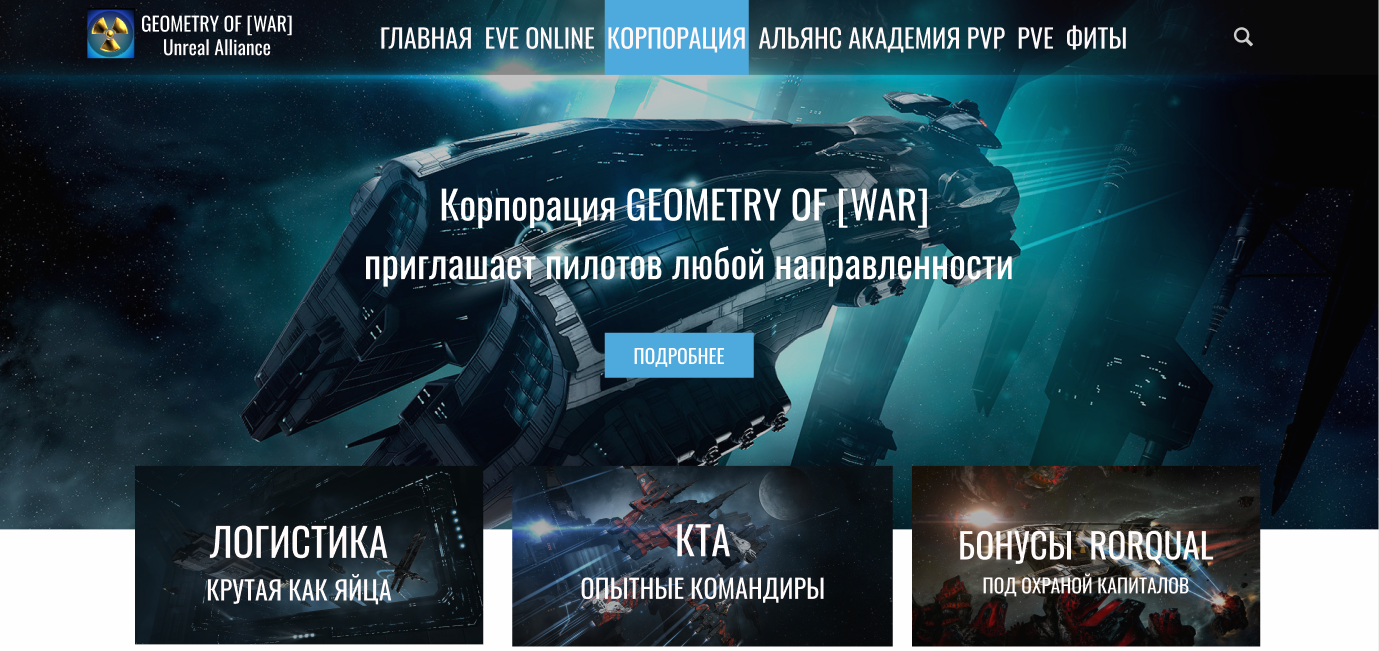 GEOMETRY OF [WAR]
Unreal Alliance
ГЛАВНАЯ EVE ONLINE КОРПОРАЦИЯ АЛЬЯНС АКАДЕМИЯ PVP PVE ФИТЫ
Корпорация GEOMETRY OF [WAR]
приглашает пилотов любой направленности
ПОДРОБНЕЕ
ЛОГИСТИКА
КРУТАЯ КАК ЯЙЦА
КТА
ОПЫТНЫЕ КОМАНДИРЫ
БОНУСЫ RORQUAL
ПОД ОХРАНОЙ КАПИТАЛОВ